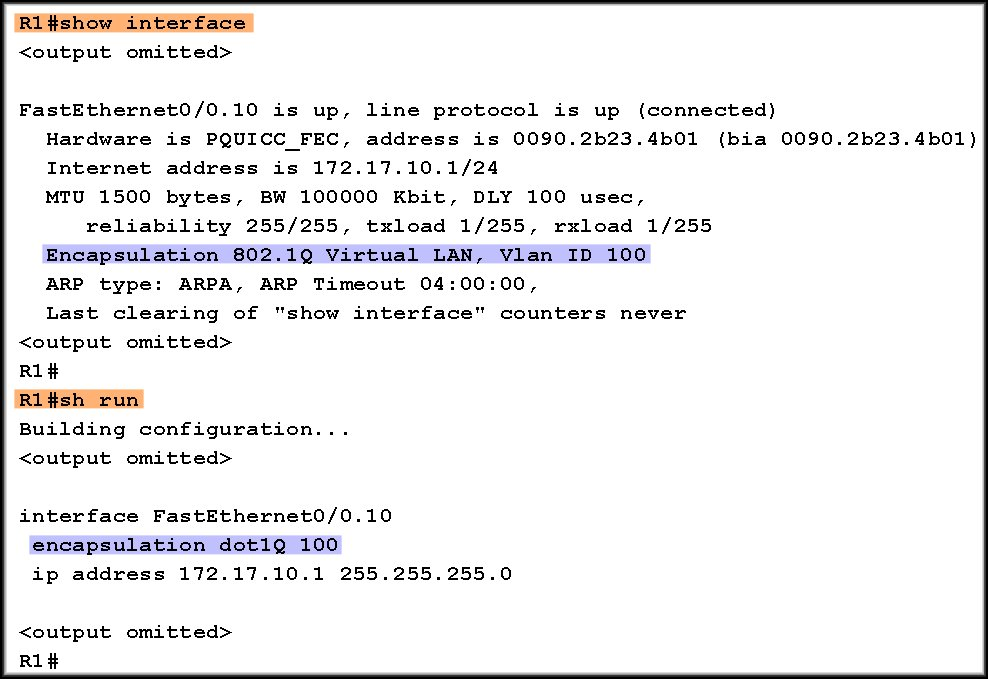 R1#show interface
<output omitted>
FastEthernet0/0.10 is up, line protocol is up (connected)
Hardware is PQUICC_FEC, address is 0090.2b23.4b01 (bia 0090.2b23.4b01)
Internet address is 172.17.10.1/24
MTU 1500 bytes, BW 100000 Kbit, DLY 100 usec,
reliability 255/255, txload 1/255, rxload 1/255
Encapsulation 802.1Q Virtual LAN, Vlan ID 100
ARP type: ARPA, ARP Timeout 04:00:00,
Last clearing of "show interface" counters never
<output omitted>
R1#
R1#sh run
Building configuration...
<output omitted>
interface FastEthernet0/0.10
encapsulation dot1Q 100
ip address 172.17.10.1 255.255.255.0
<output omitted>
R1#